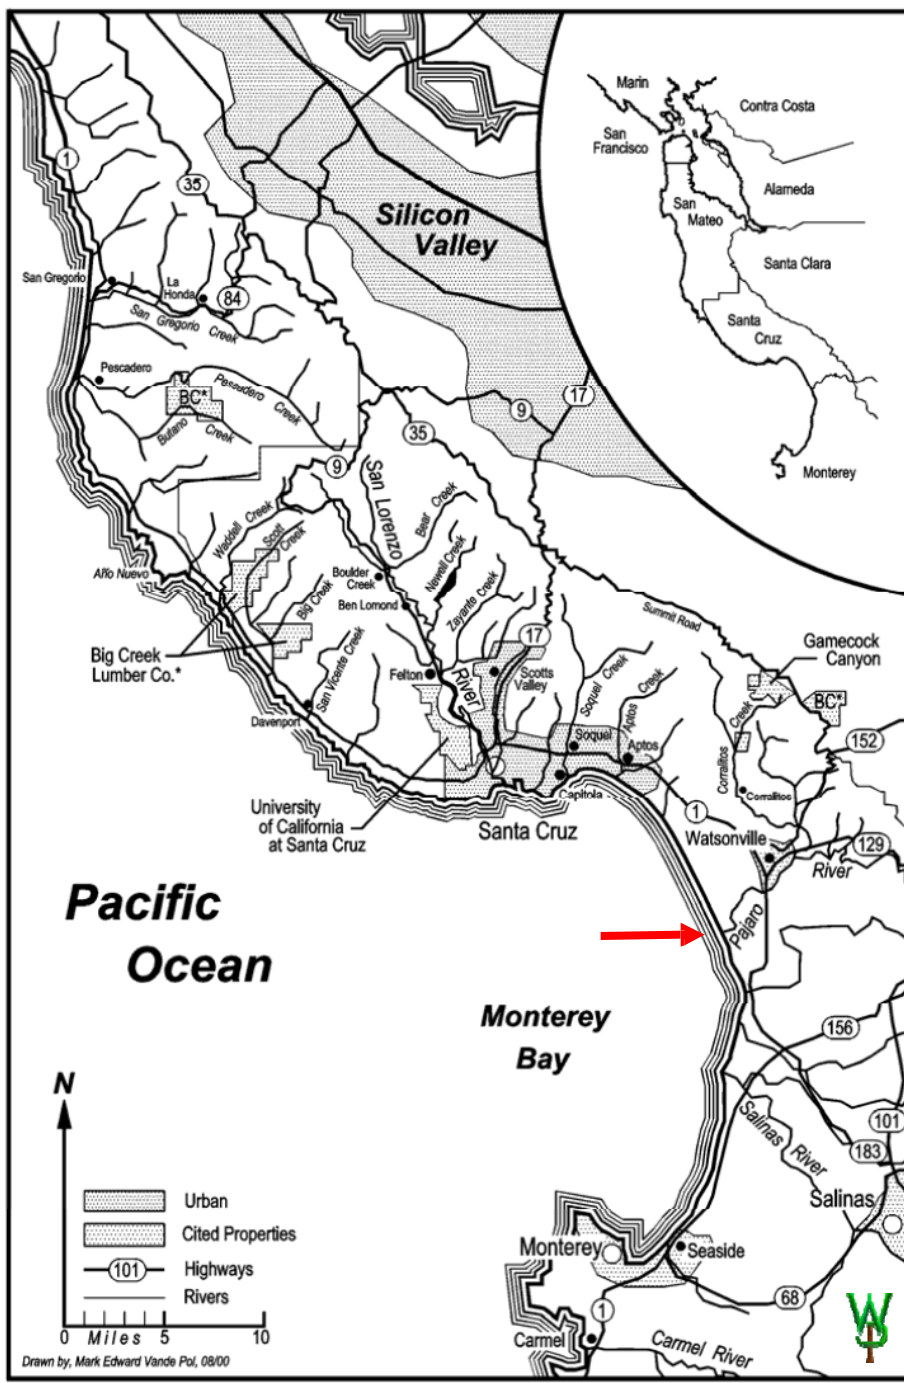 Marin
Contra Costa
San
Francisco
San
Mateo
Alameda
Santa Clara
Santa
Cruz
Monterey
1
35
Silicon
Valley
San Gregorio
La
Honda
84
San Gregorio Creek
Pescadero
Pescadero Creek
BC*
Butano Creek
17
9
35
9
San Lorenzo
River
Bear Creek
Waddell Creek
Scott
Creek
Newell Creek
Boulder
Creek
Zayante Creek
Año Nuevo
Big Creek
Ben Lomond
Summit Road
Big Creek
Lumber Co.*
San Vicente Creek
Felton
17
Scotts
Valley
Soquel Creek
Aptos
Creek
Gamecock
Canyon
BC*
Davenport
Soquel
Aptos
Corralitos
Creek
152
Corralitos
Capitola
University
of California
at Santa Cruz
Santa Cruz
1
Watsonville
129
River
Pajaro
Pacific
Ocean
Monterey
Bay
156
N
Salinas River
101
183
Urban
Cited Properties
101
Highways
Rivers
Salinas
Monterey
Seaside
68
0 Miles 5 10
1
Carmel
Carmel River
Drawn by, Mark Edward Vande Pol, 08/00
W